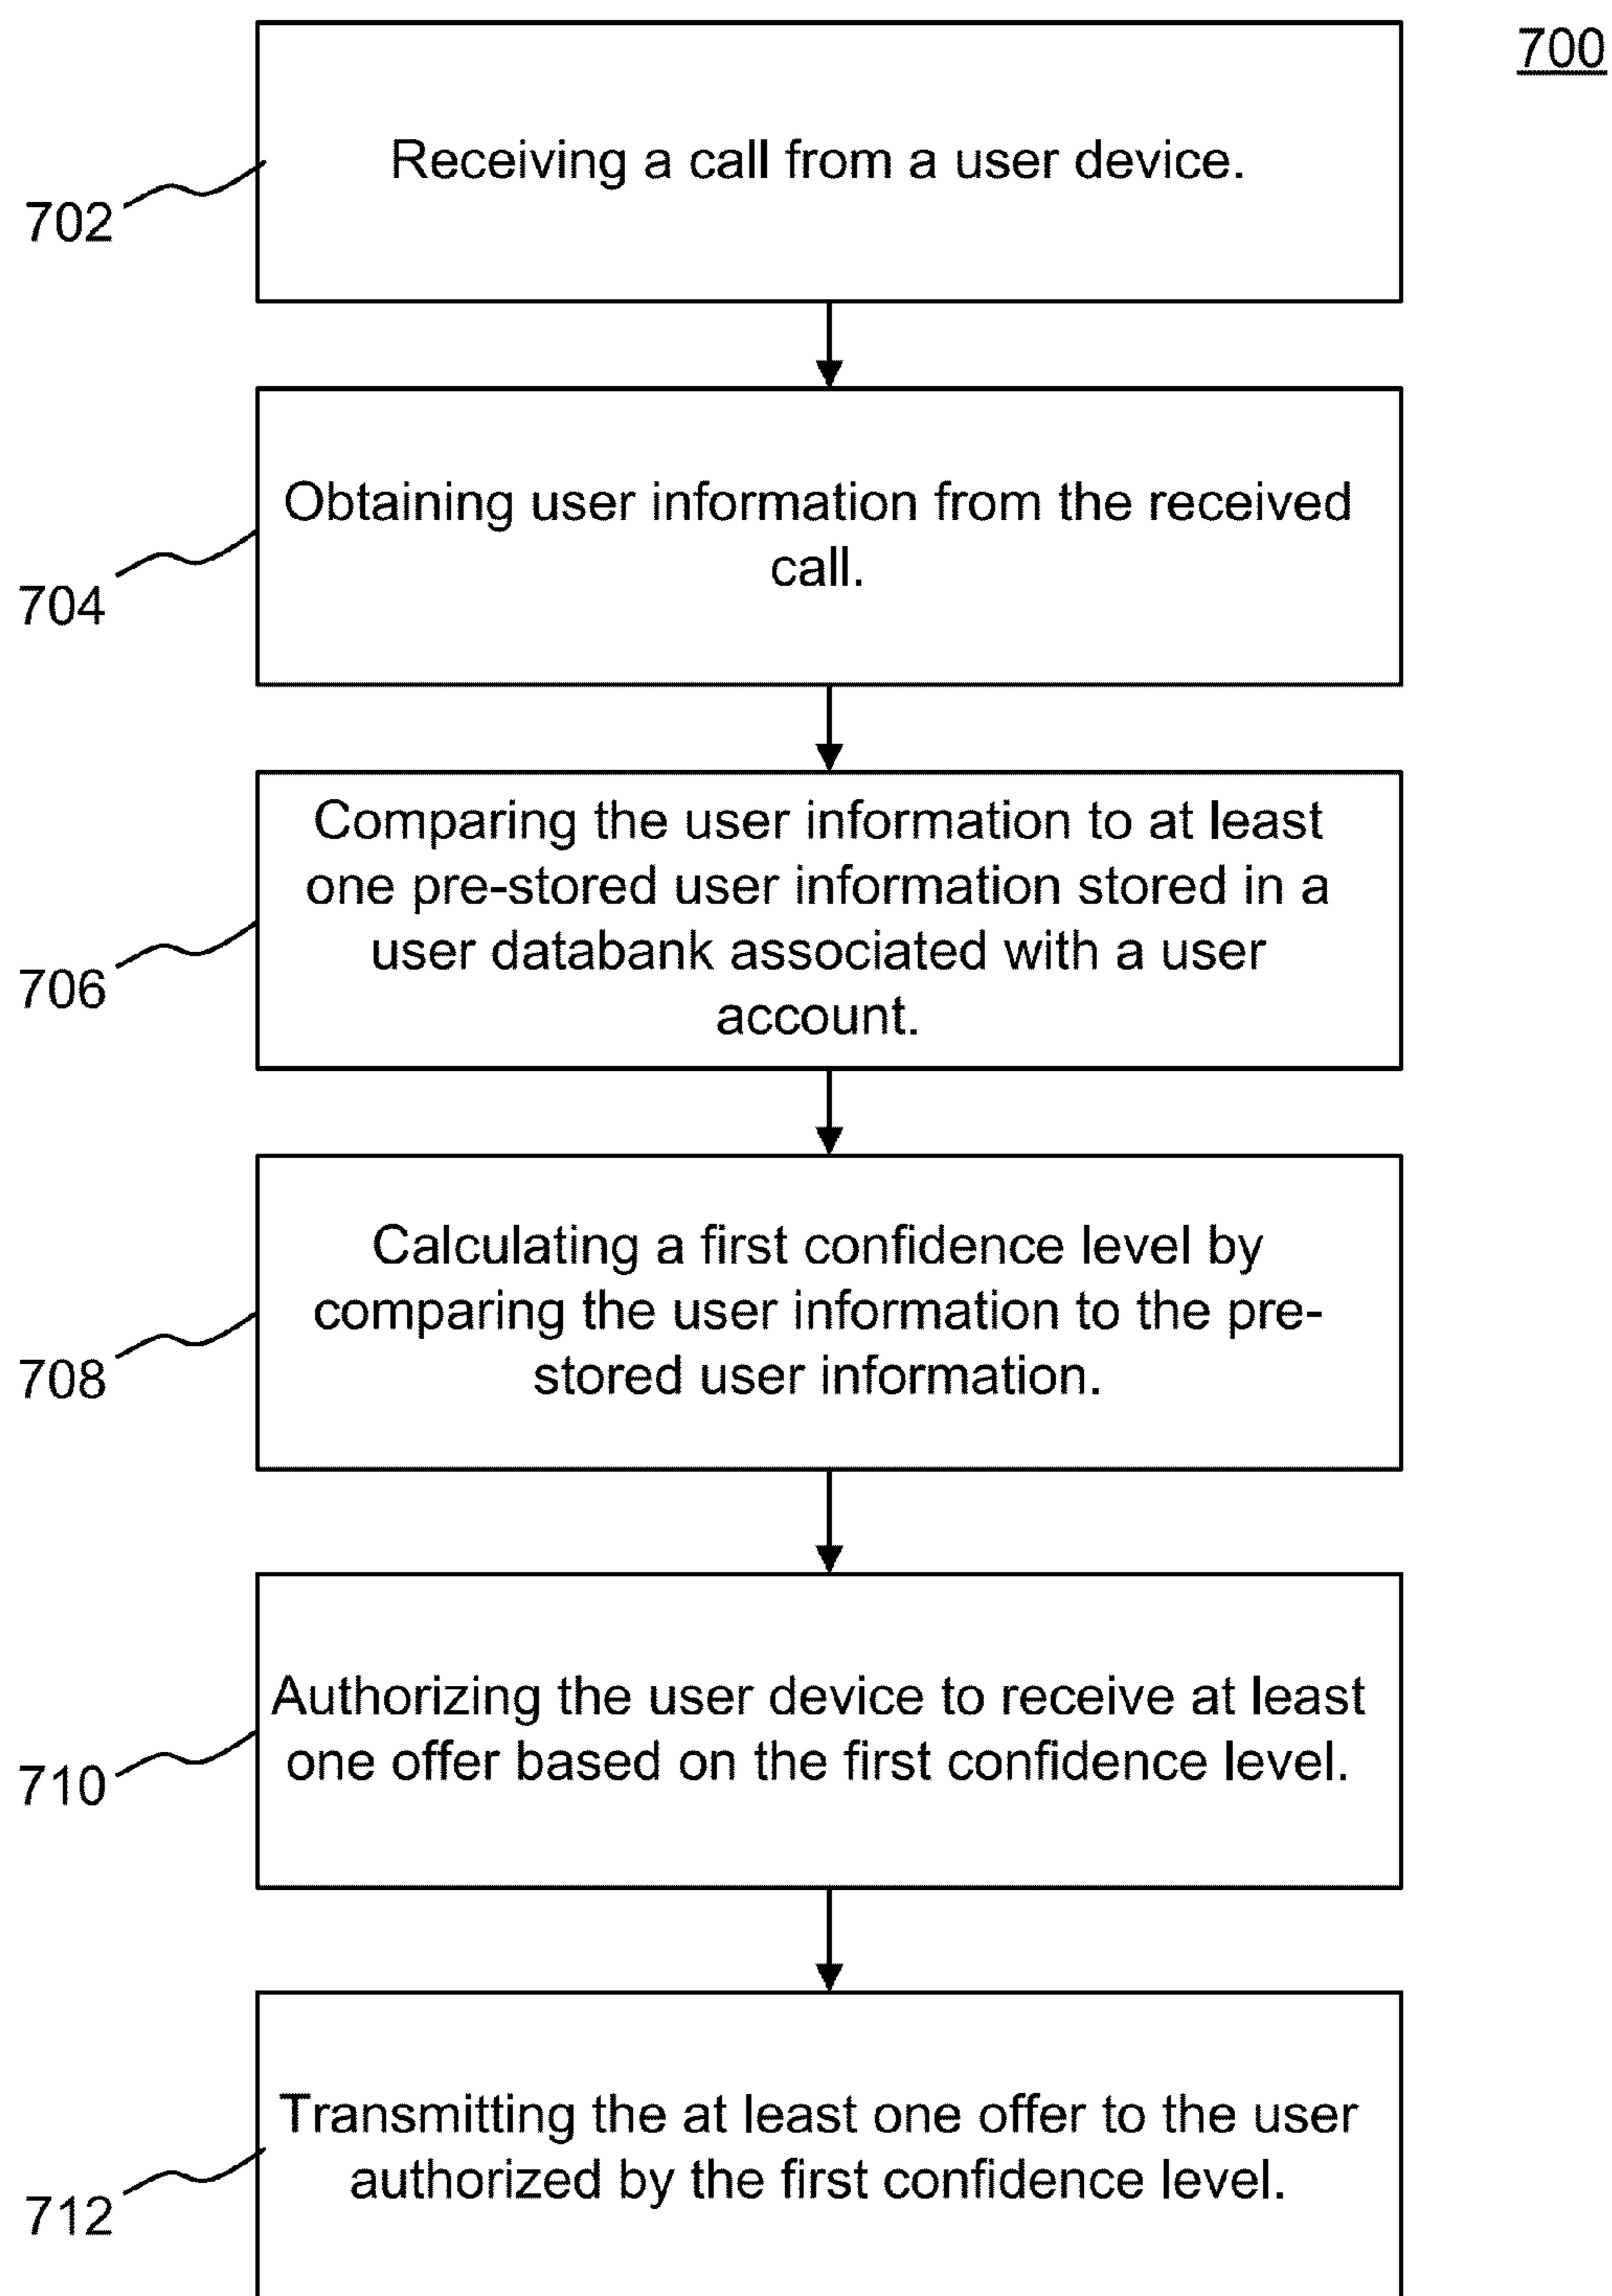 700
Receiving a call from a user device.
702
Obtaining user information from the received
call.
704
Comparing the user information to at least
one pre-stored user information stored in a
user databank associated with a user
account.
706
Calculating a first confidence level by
comparing the user information to the pre-
stored user information.
708
Authorizing the user device to receive at least
one offer based on the first confidence level.
710
Transmitting the at least one offer to the user
authorized by the first confidence level.
712